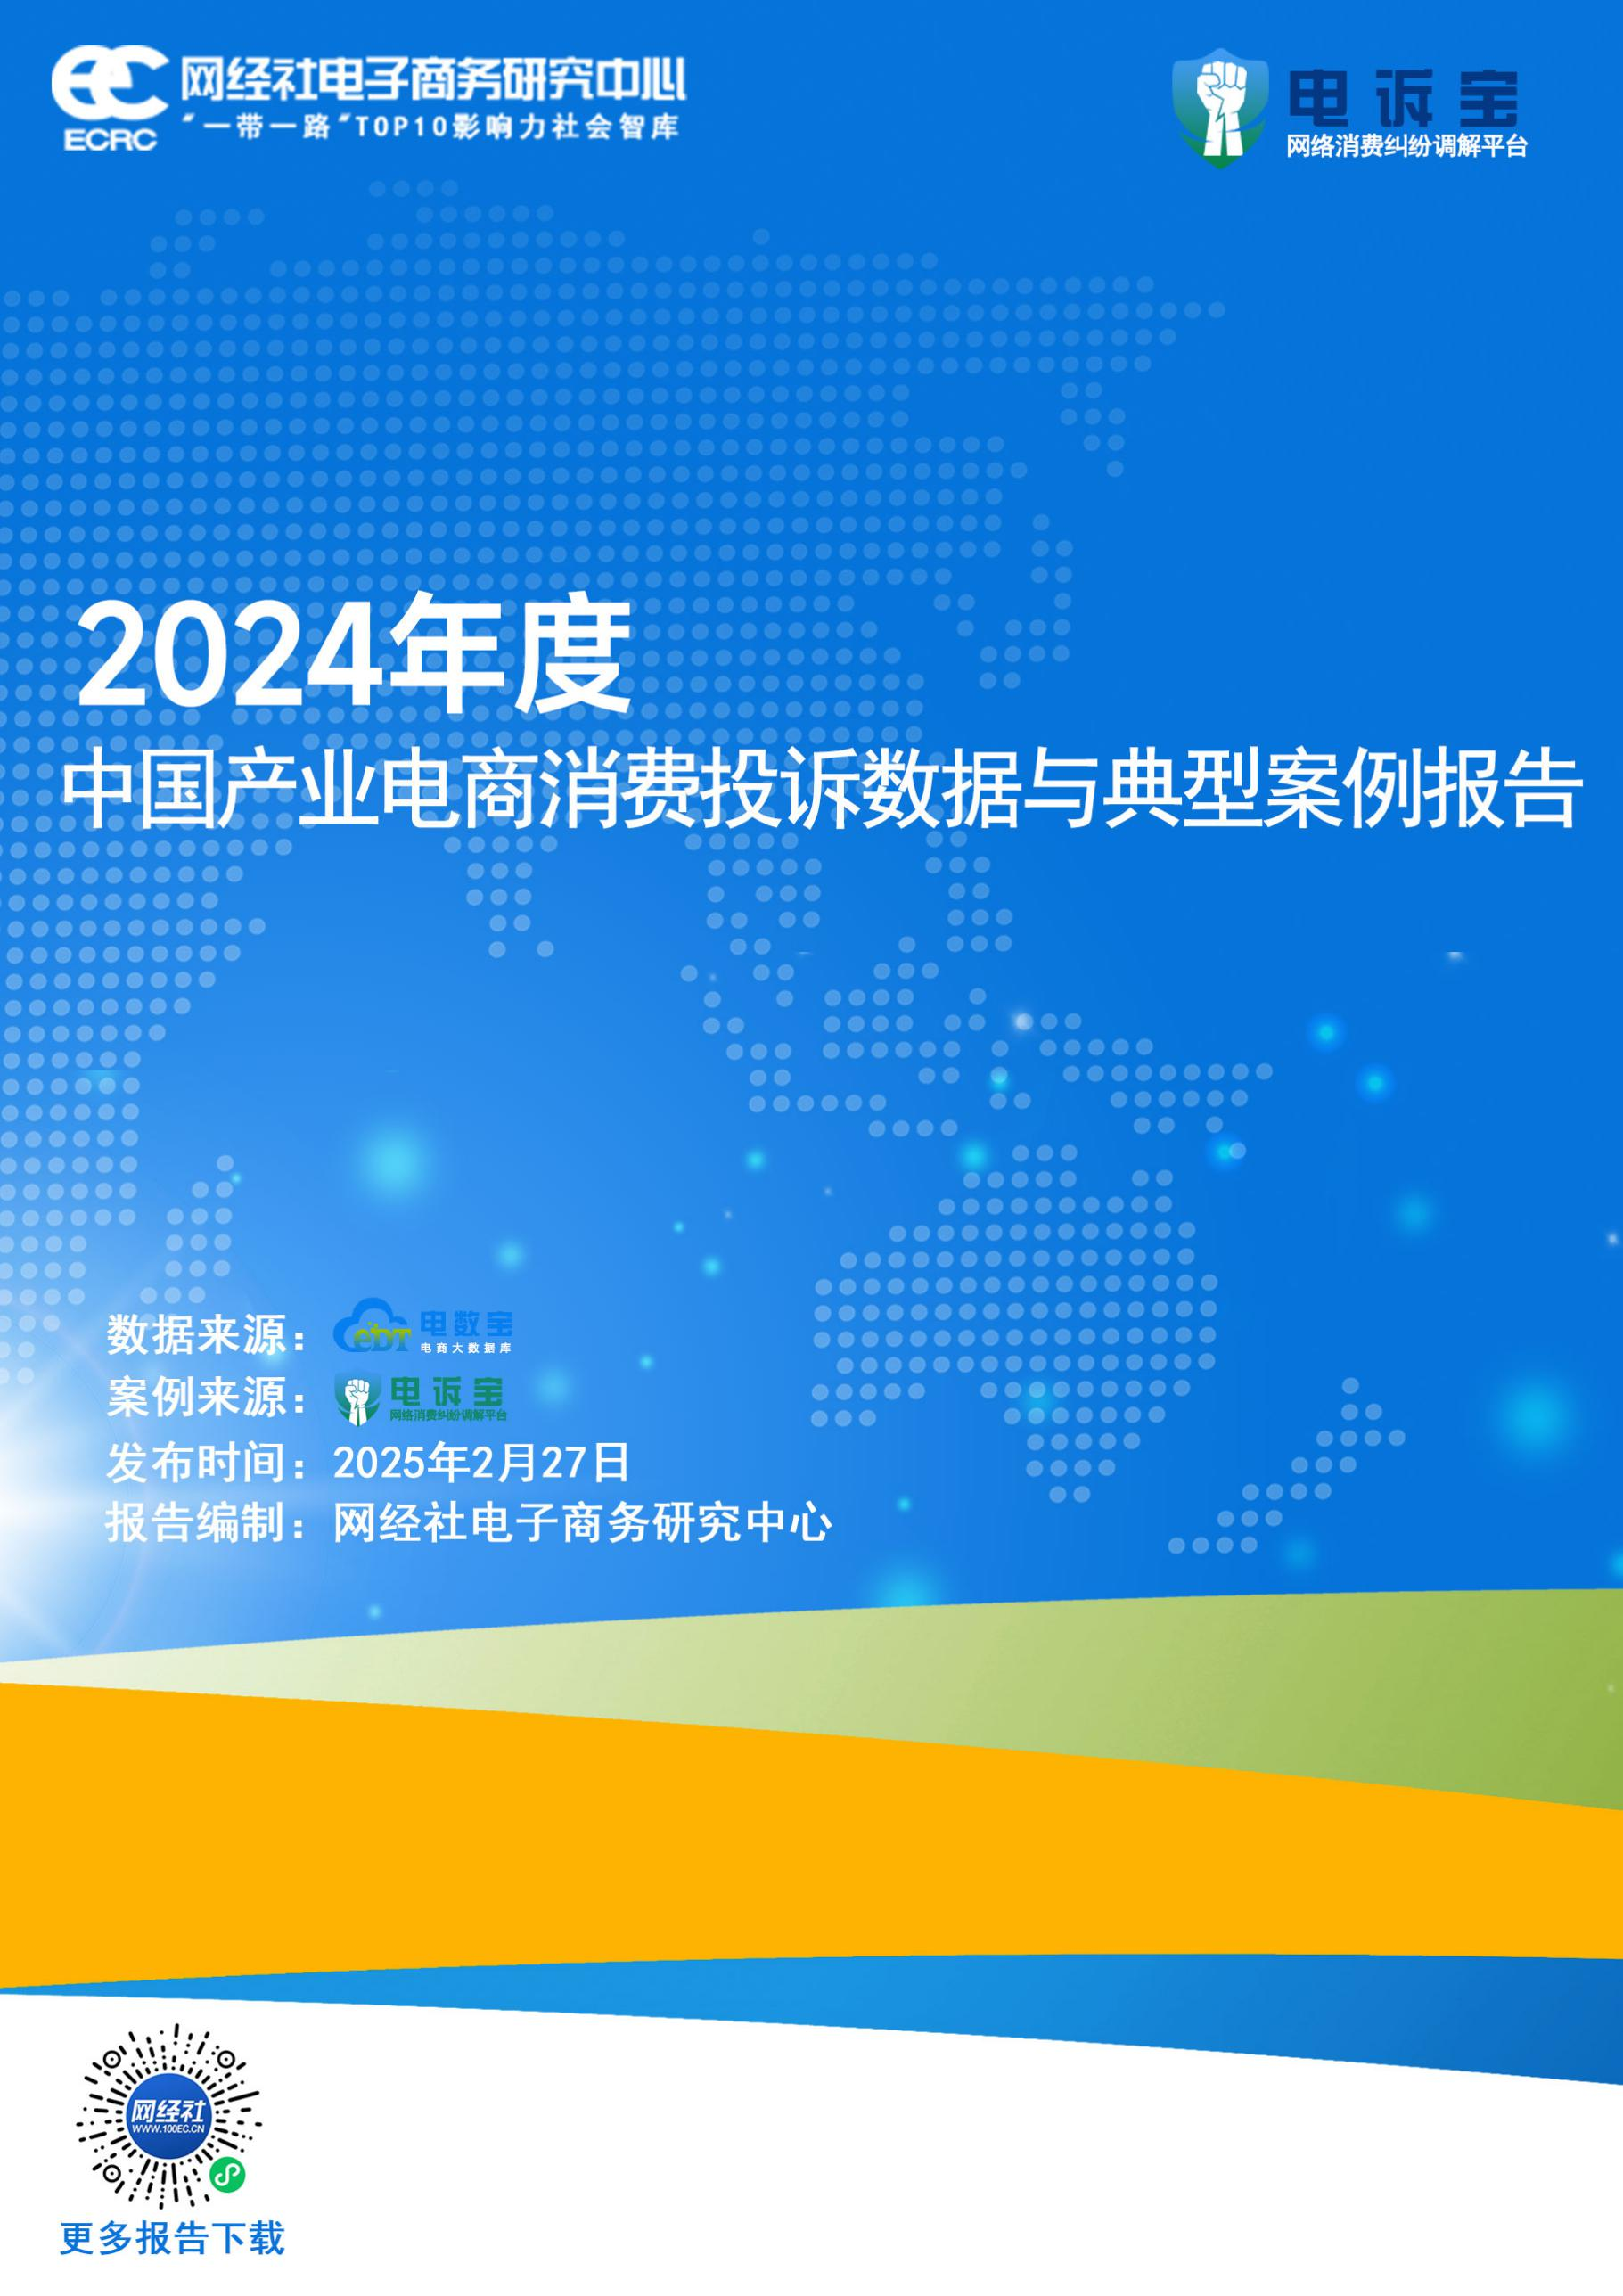 网经社电子商务研究中心
"一带一路"TOP10影响力社会智库
ECRC
电诉宝
网络消费纠纷调解平台
2024年度
中国产业电商消费投诉数据与典型案例报告
数据来源：
eDT
电数宝
电商大数据库
案例来源：
电诉宝
网络消费纠纷调解平台
发布时间：2025年2月27日
报告编制：网经社电子商务研究中心
网经社
WWW.100EC.CN
更多报告下载